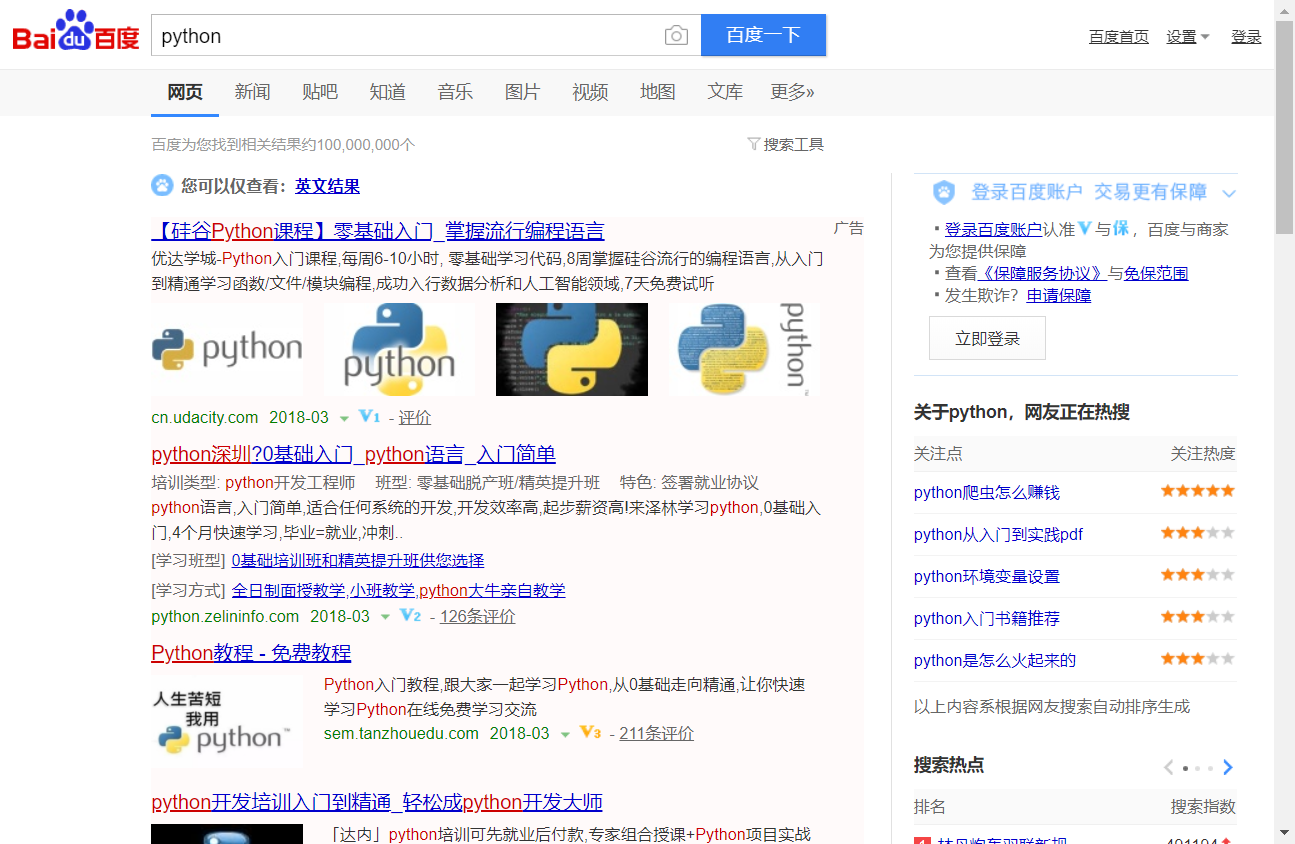 Bai du 百度
python
百度一下
百度首页 设置 登录
网页 新闻 贴吧 知道 音乐 图片 视频 地图 文库 更多»
百度为您找到相关结果约100,000,000个
搜索工具
您可以仅查看：英文结果
【硅谷Python课程】零基础入门_掌握流行编程语言
广告
优达学城-Python入门课程,每周6-10小时, 零基础学习代码,8周掌握硅谷流行的编程语言,从入门
到精通学习函数/文件/模块编程,成功入行数据分析和人工智能领域,7天免费试听
python
python
python
cn.udacity.com 2018-03 V1 - 评价
python深圳?0基础入门_python语言_入门简单
培训类型: python开发工程师 班型: 零基础脱产班/精英提升班 特色: 签署就业协议
python语言,入门简单,适合任何系统的开发,开发效率高,起步薪资高!来泽林学习python,0基础入
门,4个月快速学习,毕业=就业,冲刺..
[学习班型] 0基础培训班和精英提升班供您选择
[学习方式] 全日制面授教学,小班教学,python大牛亲自教学
python.zelininfo.com 2018-03 V2 - 126条评价
Python教程 - 免费教程
人生苦短
我用
python™
Python入门教程,跟大家一起学习Python,从0基础走向精通,让你快速
学习Python在线免费学习交流
sem.tanzhouedu.com 2018-03 V3 - 211条评价
python开发培训入门到精通_轻松成python开发大师
「达内」python培训可先就业后付款,专家组合授课+Python项目实战
登录百度账户 交易更有保障
·登录百度账户认准V与保，百度与商家
为您提供保障
·查看《保障服务协议》与免保范围
·发生欺诈？申请保障
立即登录
关于python，网友正在热搜
关注点 关注热度
python爬虫怎么赚钱
python从入门到实践pdf
python环境变量设置
python入门书籍推荐
python是怎么火起来的
以上内容系根据网友搜索自动排序生成
搜索热点
排名 搜索指数